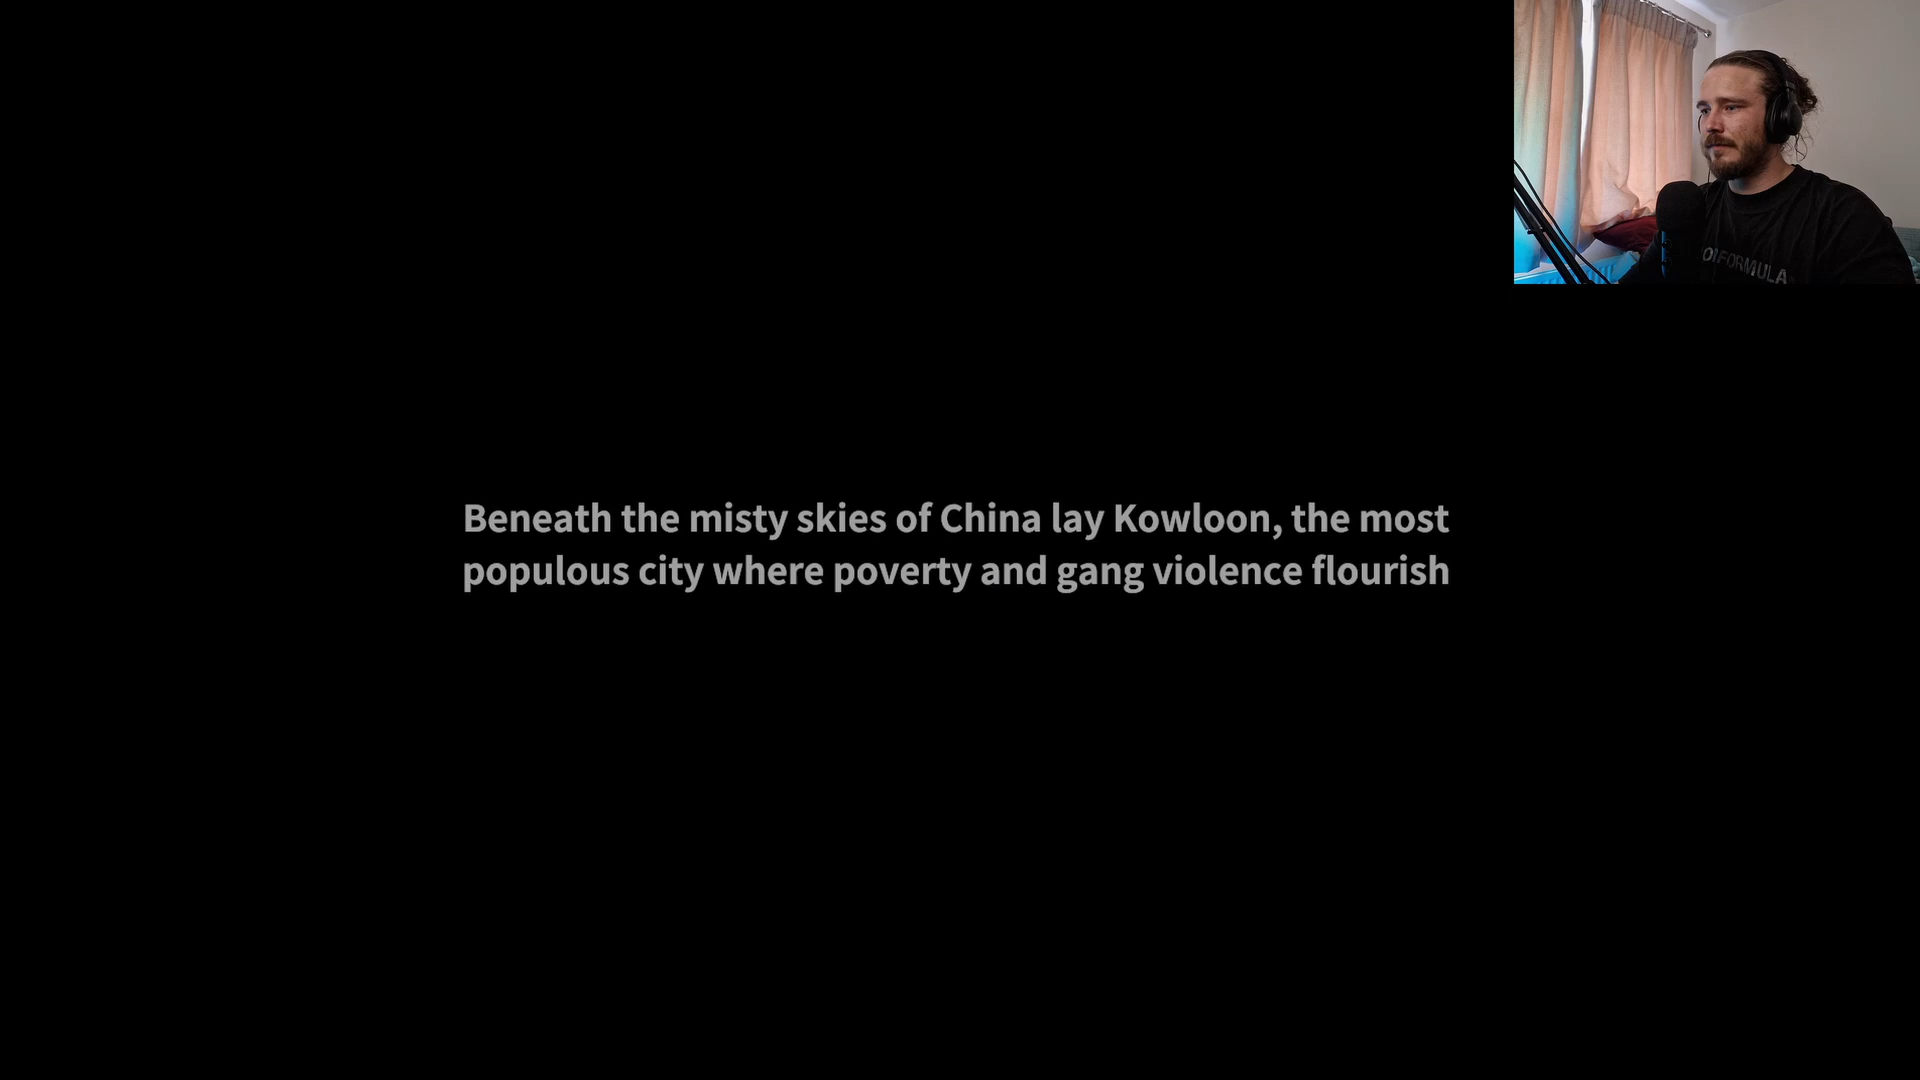 Beneath the misty skies of China lay Kowloon, the most
populous city where poverty and gang violence flourish